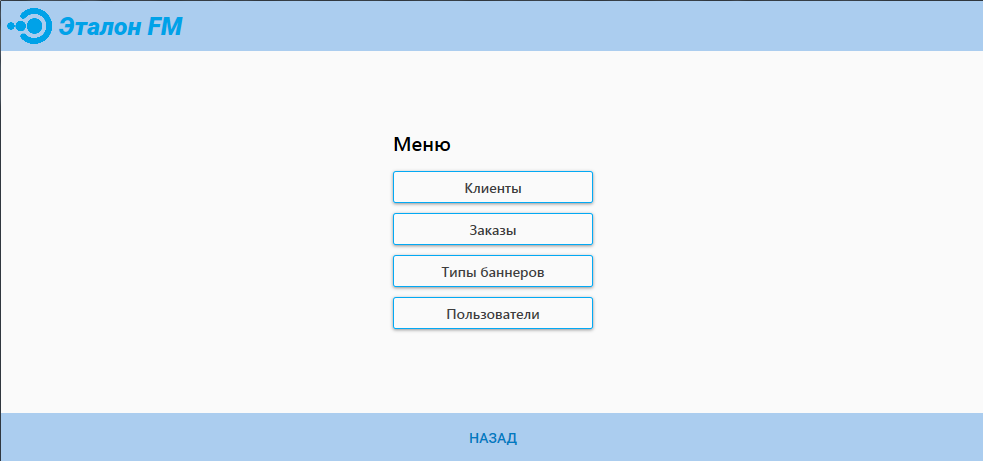 Эталон FM
Меню
Клиенты
Заказы
Типы баннеров
Пользователи
НАЗАД